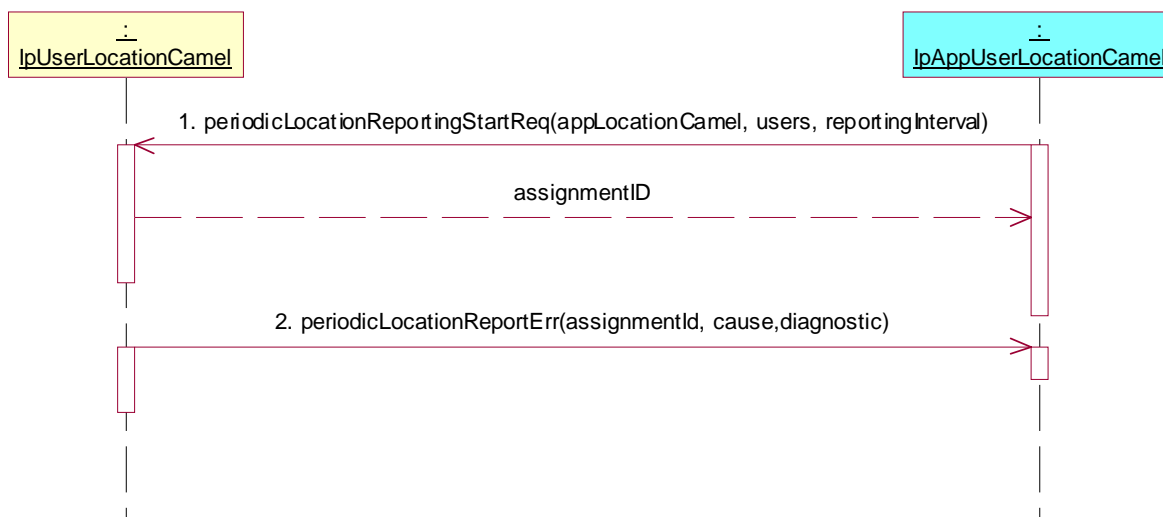 :
IpUserLocationCamel
:
IpAppUserLocationCamel
1. periodicLocationReportingStartReq(appLocationCamel, users, reportingInterval)
assignmentID
2. periodicLocationReportErr(assignmentId, cause,diagnostic)